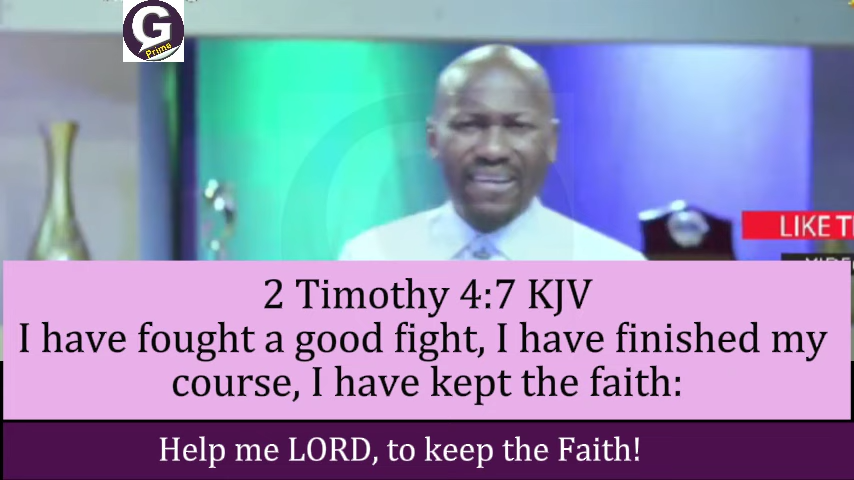 G
Prime
LIKE T
2 Timothy 4:7 KJV
I have fought a good fight, I have finished my
course, I have kept the faith:
Help me LORD, to keep the Faith!